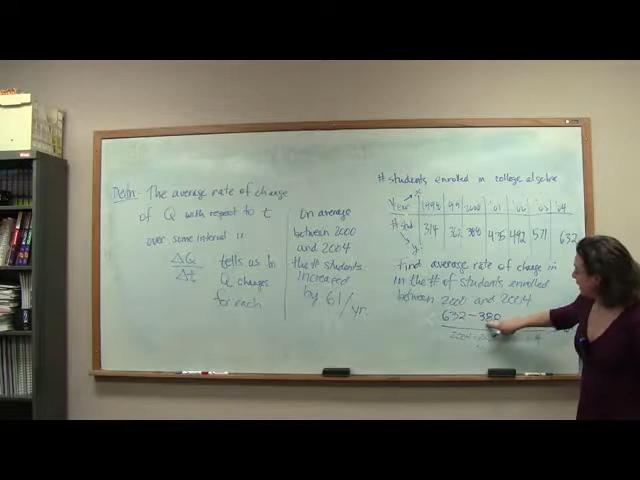 Defn: The average rate of change
of Q with respect to t
over some interval is
ΔQ
Δt
tells us how
Q changes
for each
On average
between 2000
and 2004
the # students
increased
by 61/yr.
# students enrolled in college algebra
x
Year 1998 99 2000 '01 '02 '03 '04
# stud 314 362 388 435 492 571 632
y
Find average rate of change in
in the # of students enrolled
between 2000 and 2004
632 - 388
2004